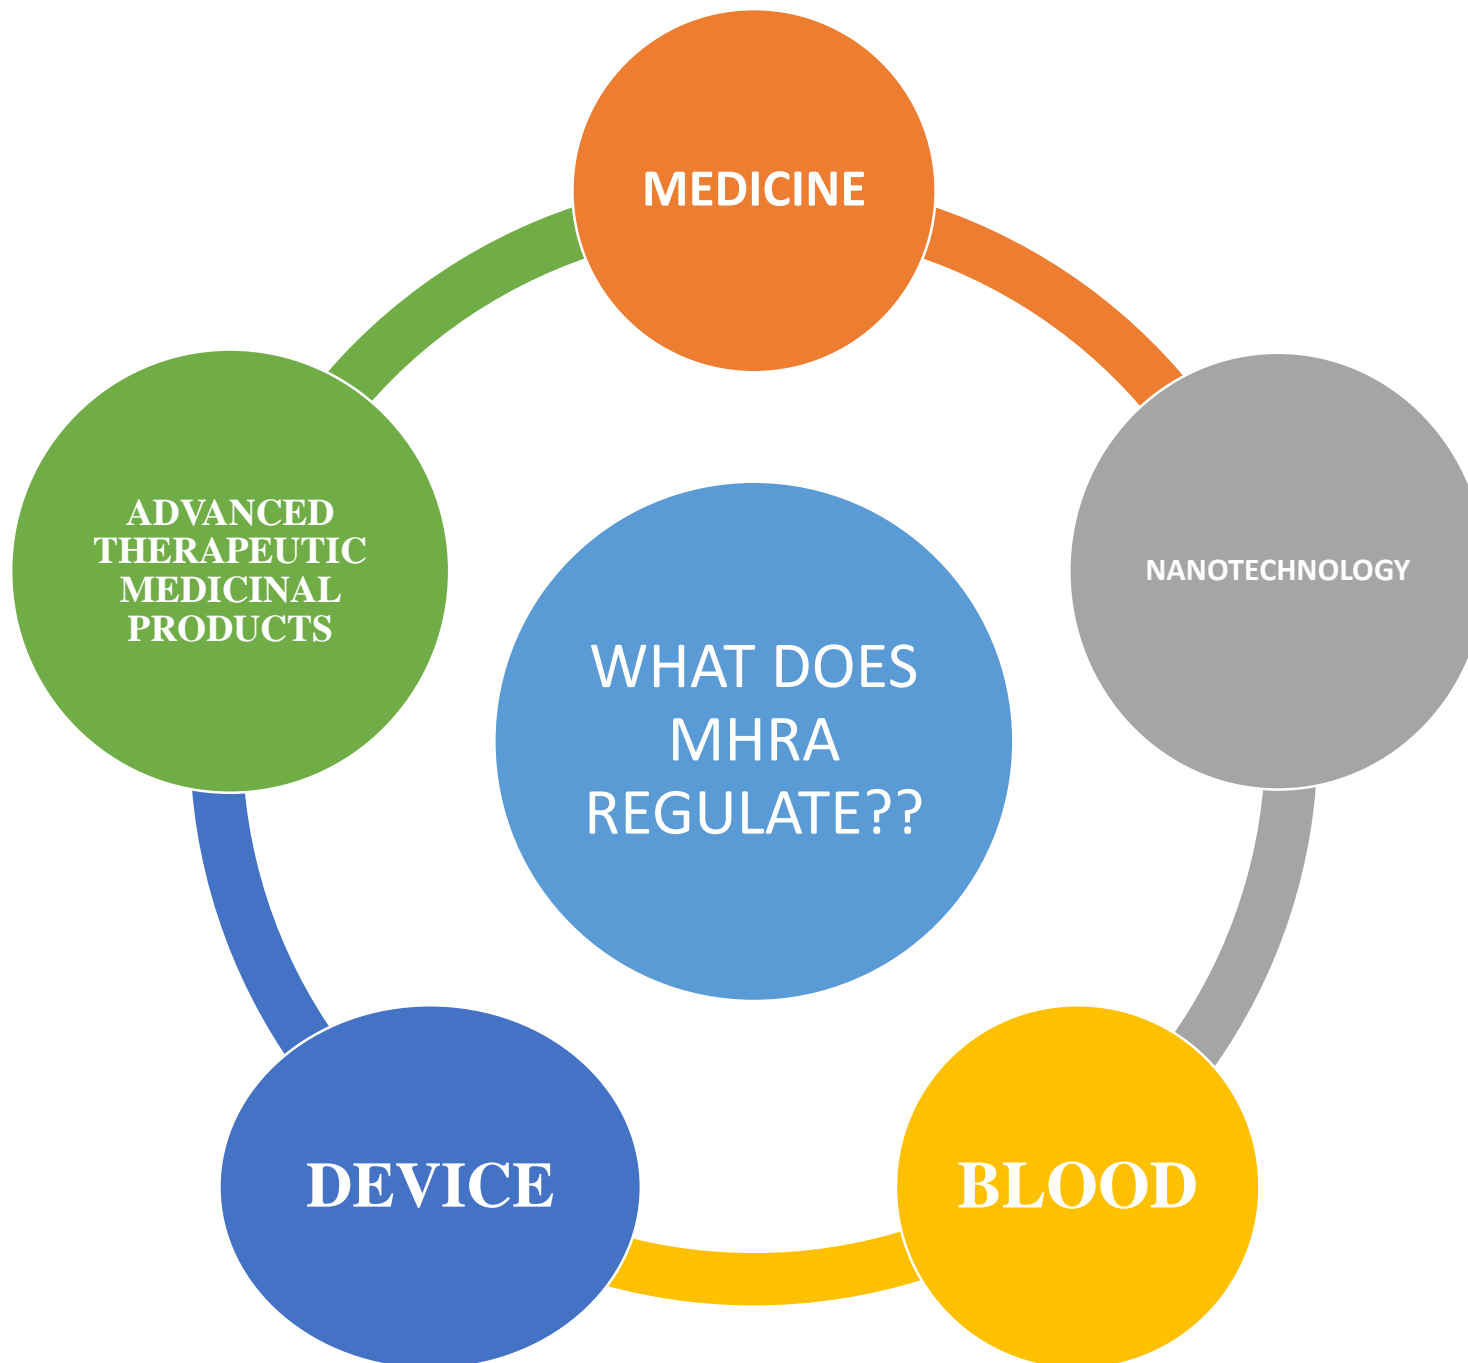 MEDICINE
ADVANCED
THERAPEUTIC
MEDICINAL
PRODUCTS
NANOTECHNOLOGY
WHAT DOES
MHRA
REGULATE??
DEVICE
BLOOD